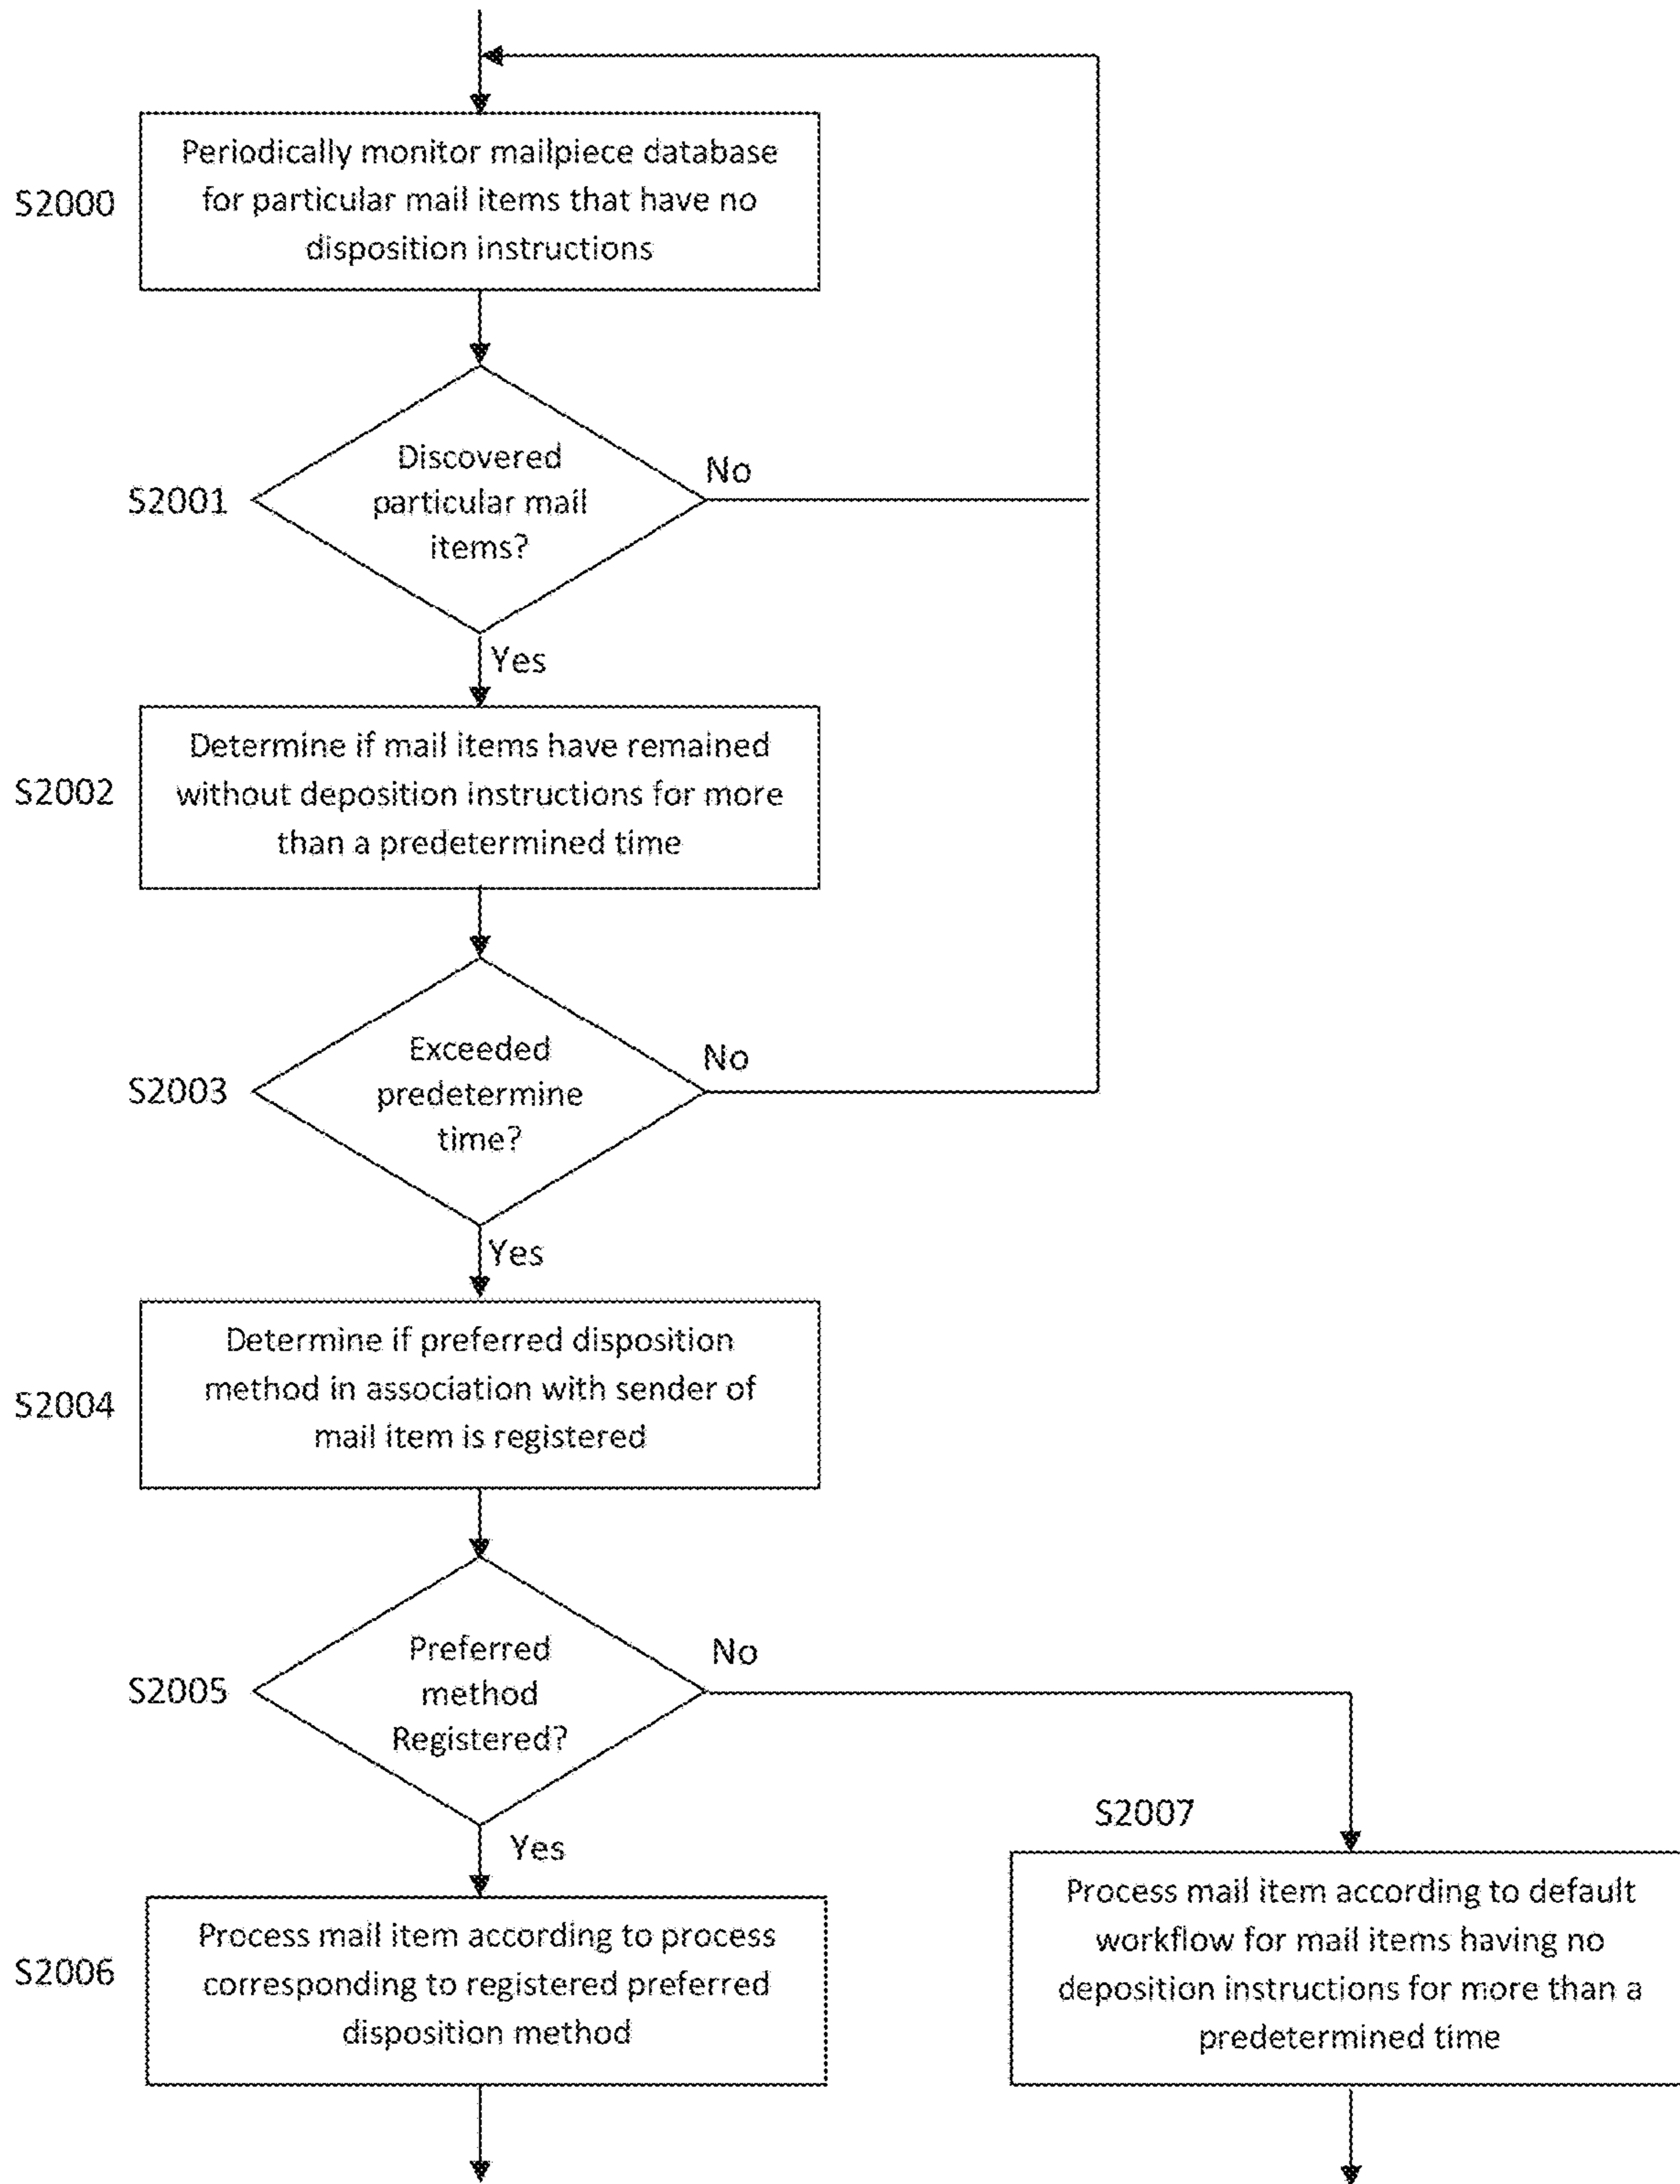 Periodically monitor mailpiece database
for particular mail items that have no
disposition instructions
S2000
Discovered
particular mail
items?
S2001
No
Yes
Determine if mail items have remained
without deposition instructions for more
than a predetermined time
S2002
Exceeded
predetermine
time?
S2003
No
Yes
Determine if preferred disposition
method in association with sender of
mail item is registered
S2004
Preferred
method
Registered?
S2005
No
Yes
S2007
Process mail item according to process
corresponding to registered preferred
disposition method
S2006
Process mail item according to default
workflow for mail items having no
deposition instructions for more than a
predetermined time